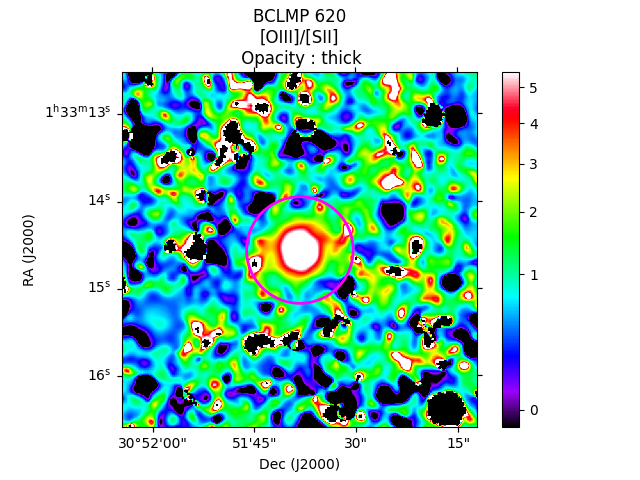 BCLMP 620
[OIII]/[SII]
Opacity : thick
1ʰ33ᵐ13ˢ
14ˢ
15ˢ
16ˢ
RA (J2000)
30°52'00"
51'45"
30"
15"
Dec (J2000)
5
4
3
2
1
0